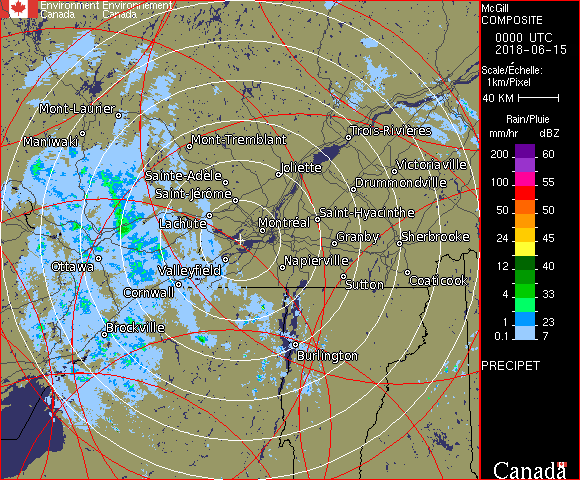 Environment Environnement
Canada Canada
McGill
COMPOSITE
0000 UTC
2018-06-15
Scale/Échelle:
1km/Pixel
40 KM
Rain/Pluie
mm/hr dBZ
200 60
100 55
50 50
24 45
12 40
4 33
1 23
0.1 7
PRECIPET
Canada
Mont-Laurier
Maniwaki
Mont-Tremblant
Trois-Rivières
Sainte-Adèle
Joliette
Victoriaville
Saint-Jérôme
Drummondville
Lachute
Saint-Hyacinthe
Montréal
Granby
Sherbrooke
Ottawa
Valleyfield
Napierville
Cornwall
Sutton
Coaticook
Brockville
Burlington